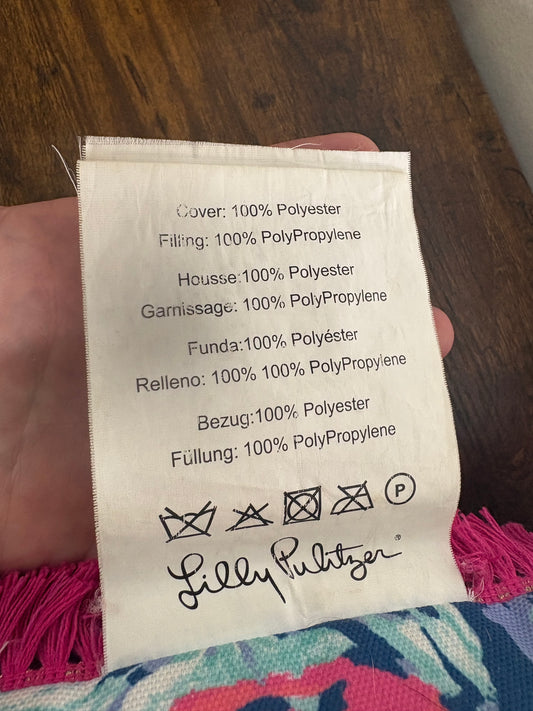 Cover: 100% Polyester
Filling: 100% PolyPropylene
Housse:100% Polyester
Garnissage: 100% PolyPropylene
Funda:100% Polyéster
Relleno: 100% 100% PolyPropylene
Bezug:100% Polyester
Füllung: 100% PolyPropylene
P
Lilly Pulitzer®